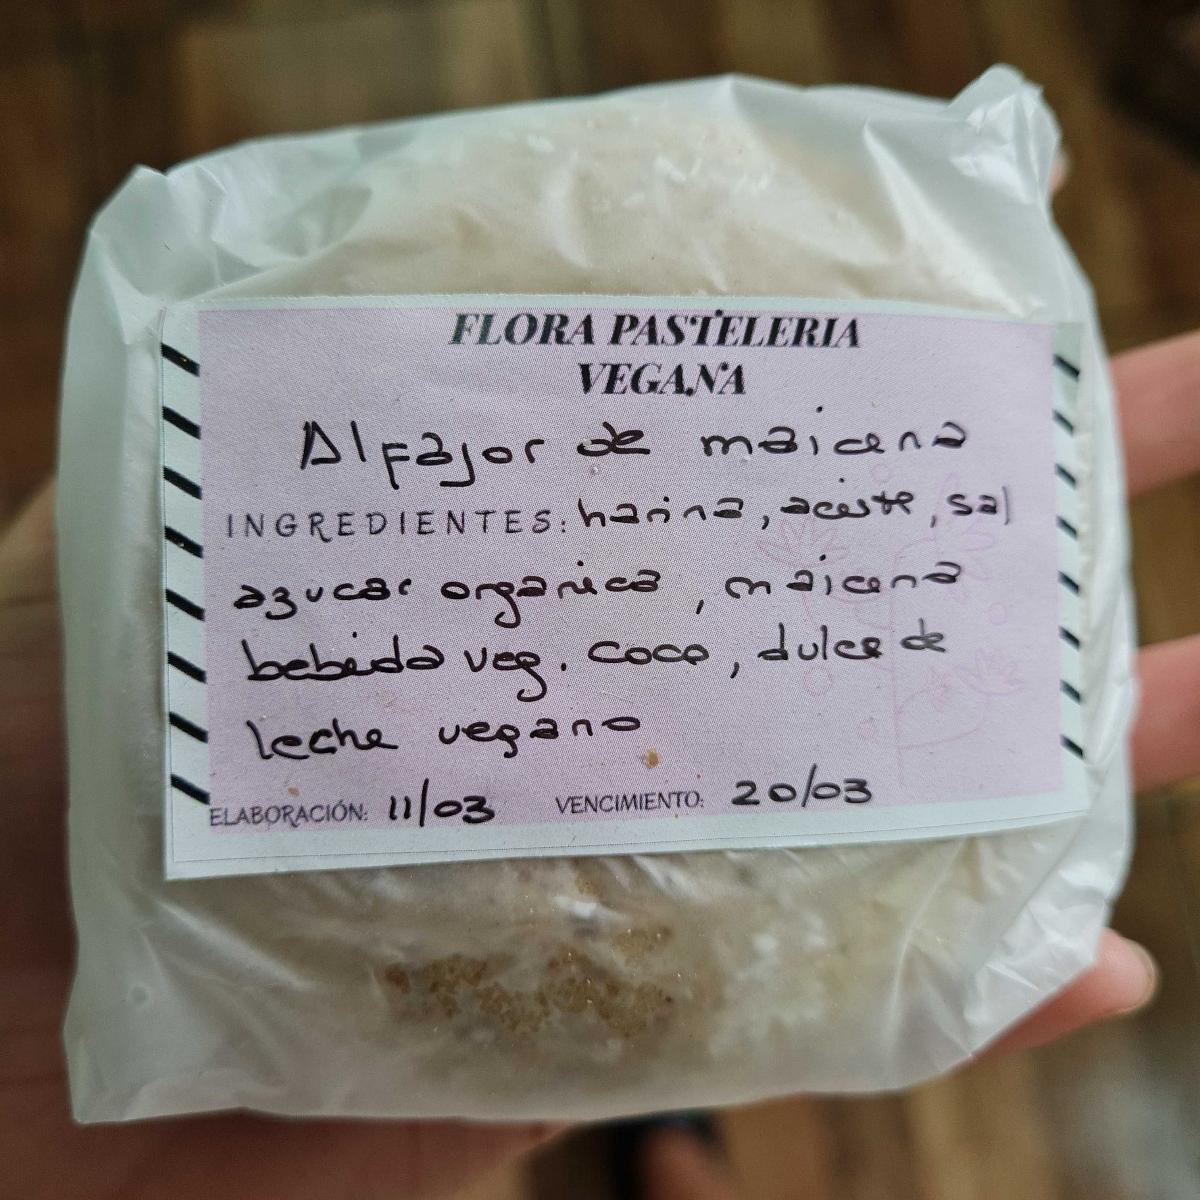 FLORA PASTELERIA
VEGANA
Alfajor de maicena
INGREDIENTES: harina, aceite, sal
azucar organica, maicena
bebida veg. coco, dulce de
leche vegano
ELABORACIÓN: 11/03 VENCIMIENTO: 20/03